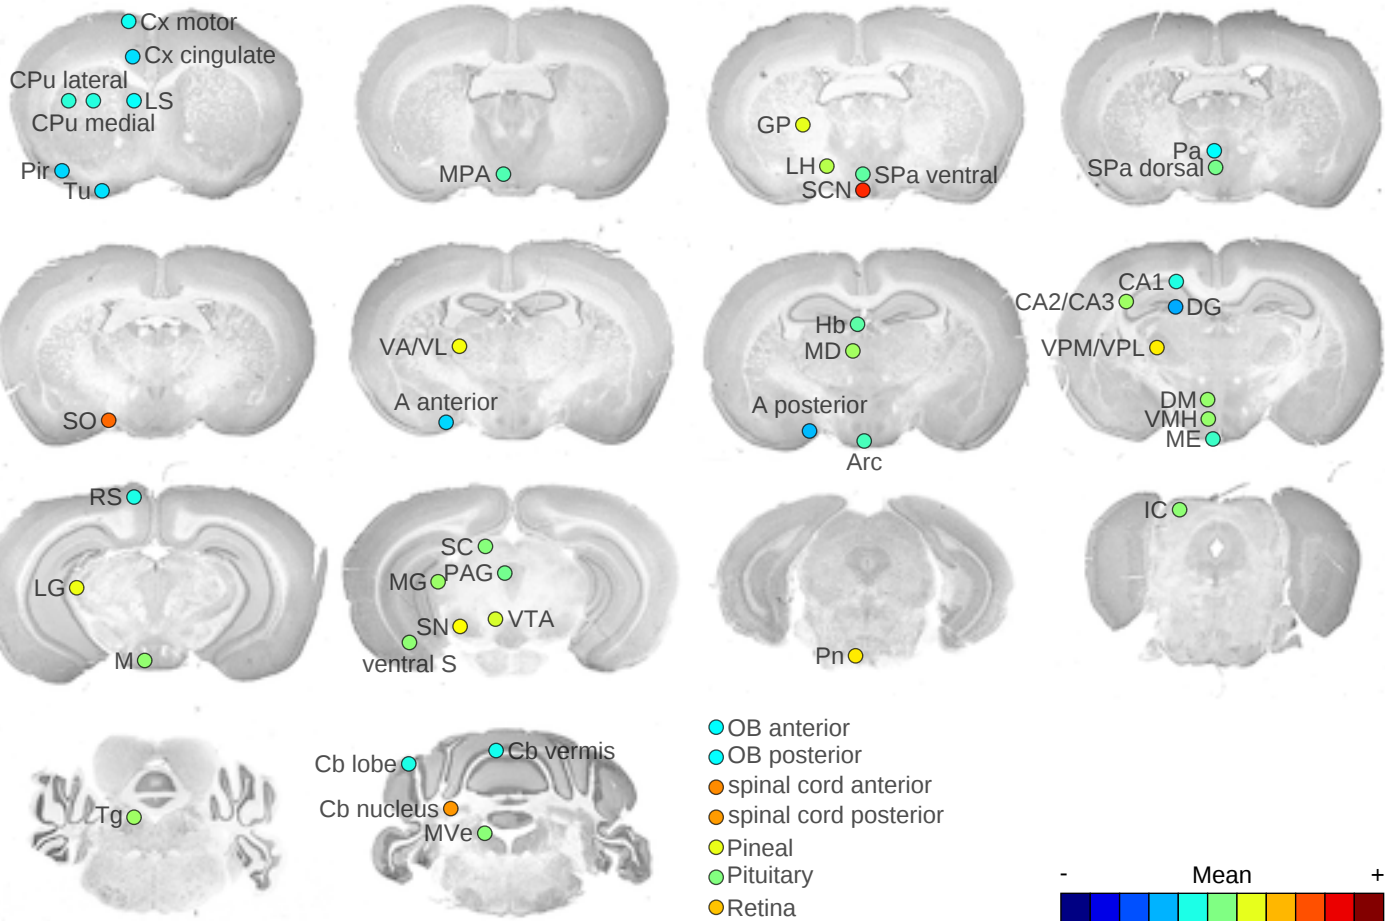 Cx motor
Cx cingulate
CPu lateral
LS
CPu medial
Pir
Tu
MPA
GP
LH
SPa ventral
SCN
Pa
SPa dorsal
SO
VA/VL
A anterior
Hb
MD
A posterior
Arc
CA1
CA2/CA3
DG
VPM/VPL
DM
VMH
ME
RS
LG
M
SC
PAG
MG
SN
VTA
ventral S
Pn
IC
Tg
Cb lobe
Cb vermis
Cb nucleus
MVe
OB anterior
OB posterior
spinal cord anterior
spinal cord posterior
Pineal
Pituitary
Retina
- Mean +